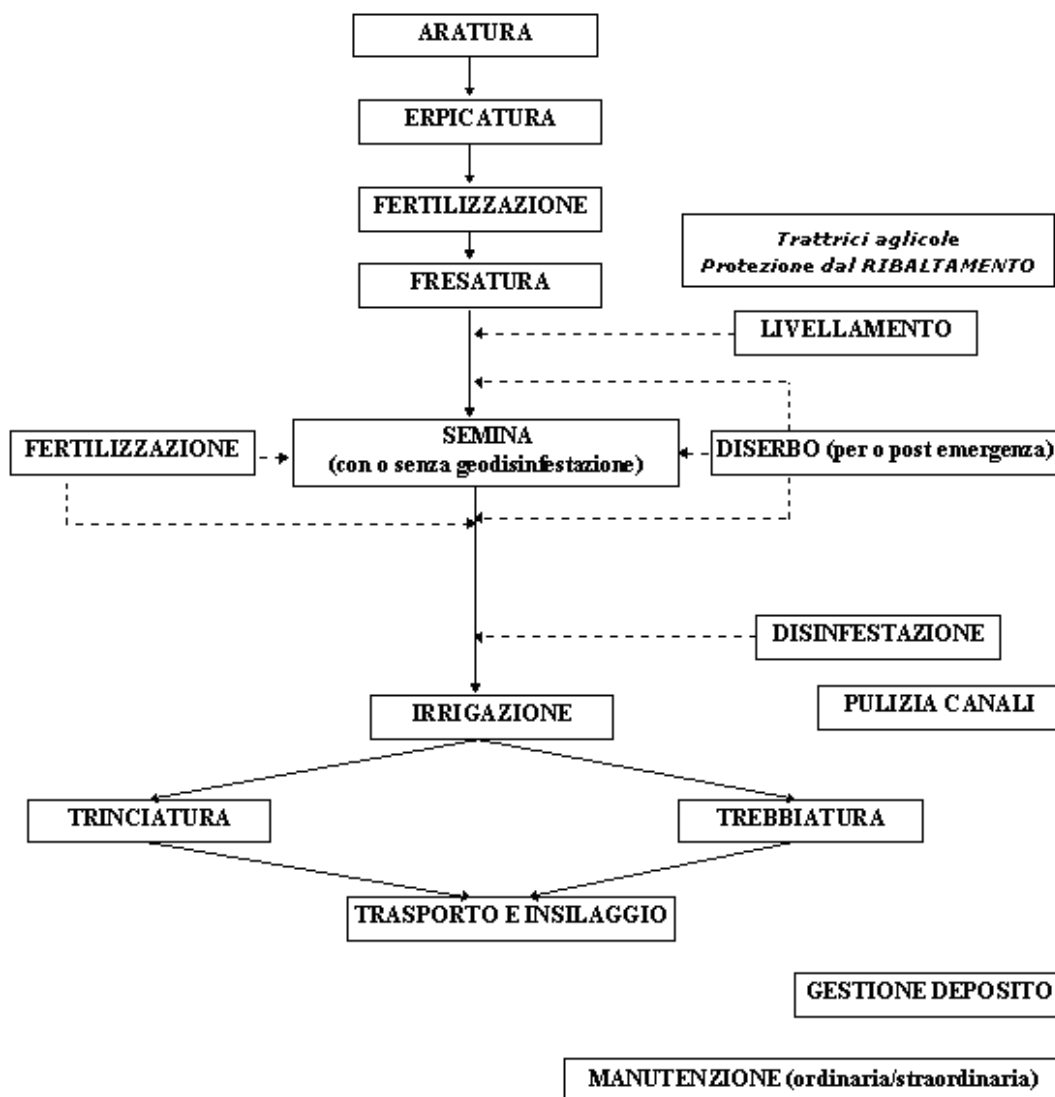 ARATURA
ERPICATURA
FERTILIZZAZIONE
Trattrici aglicole
Protezione dal RIBALTAMENTO
FRESATURA
LIVELLAMENTO
FERTILIZZAZIONE
SEMINA
(con o senza geodisinfestazione)
DISERBO (per o post emergenza)
DISINFESTAZIONE
PULIZIA CANALI
IRRIGAZIONE
TRINCIATURA
TREBBIATURA
TRASPORTO E INSILAGGIO
GESTIONE DEPOSITO
MANUTENZIONE (ordinaria/straordinaria)